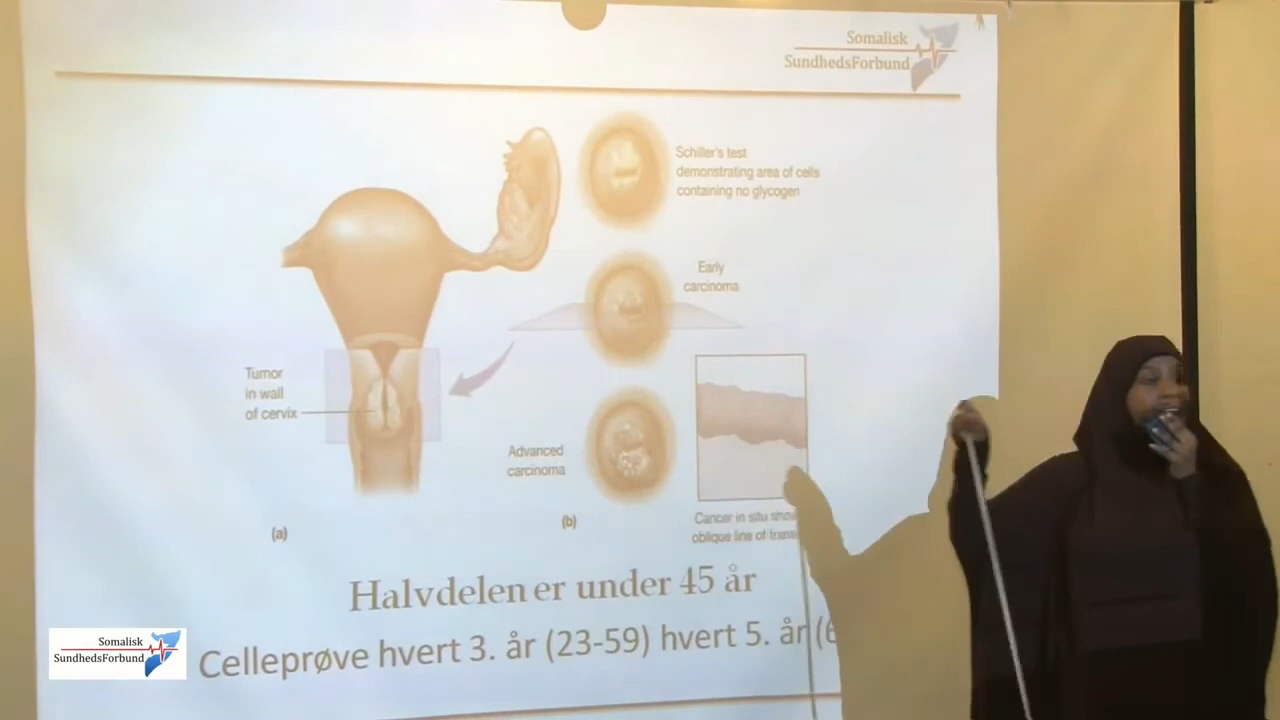 Somalisk
SundhedsForbund
Schiller's test
demonstrating area of cells
containing no glycogen
Early
carcinoma
Tumor
in wall
of cervix
Advanced
carcinoma
(a)
(b)
Cancer in situ
oblique line of
Halvdelen er under 45 år
Celleprøve hvert 3. år (23-59) hvert 5. år
Somalisk
SundhedsForbund